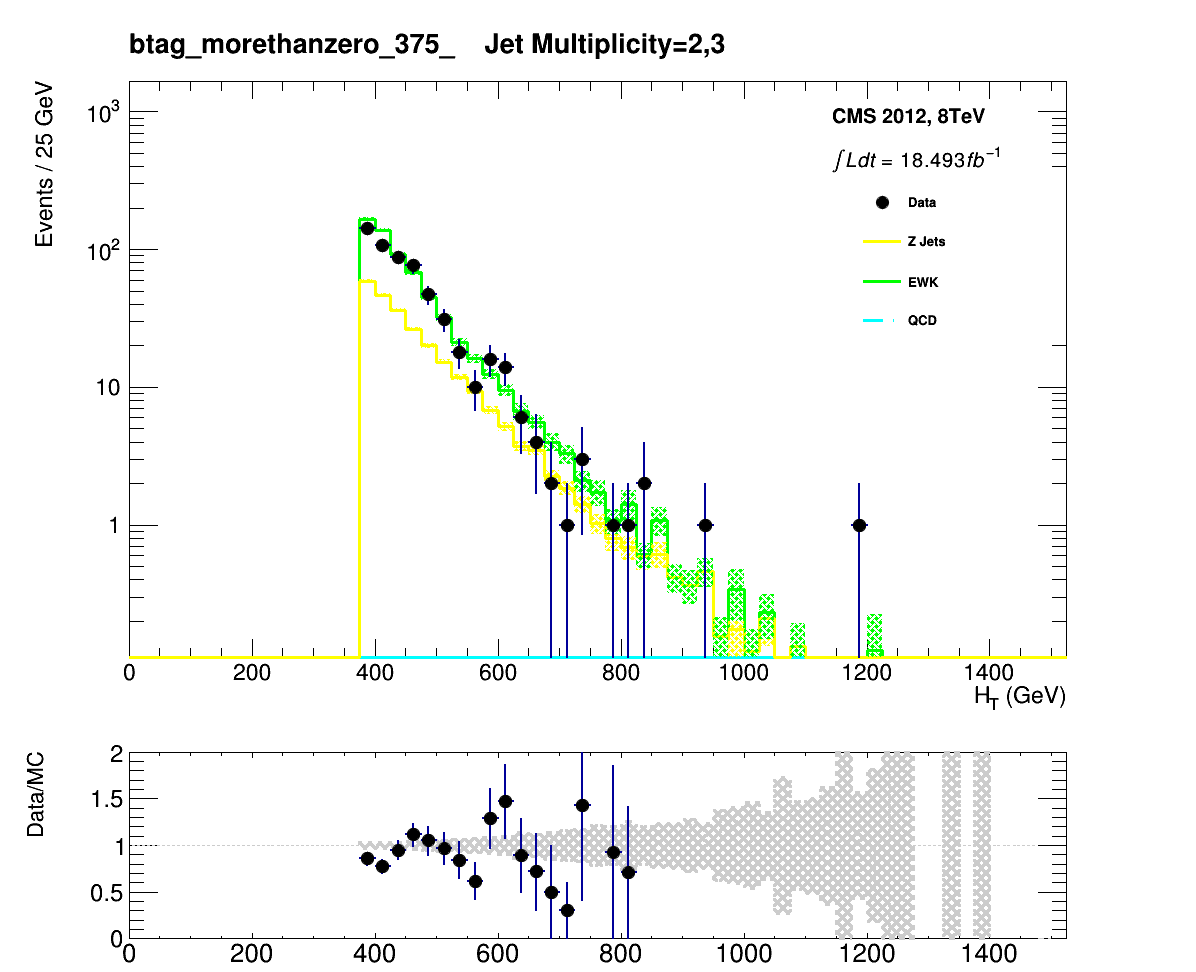 btag_morethanzero_375_ Jet Multiplicity=2,3
Events / 25 GeV
10³
10²
10
1
CMS 2012, 8TeV
∫Ldt = 18.493fb⁻¹
Data
Z Jets
EWK
QCD
0 200 400 600 800 1000 1200 1400
H_T (GeV)
Data/MC
2
1.5
1
0.5
0
0 200 400 600 800 1000 1200 1400